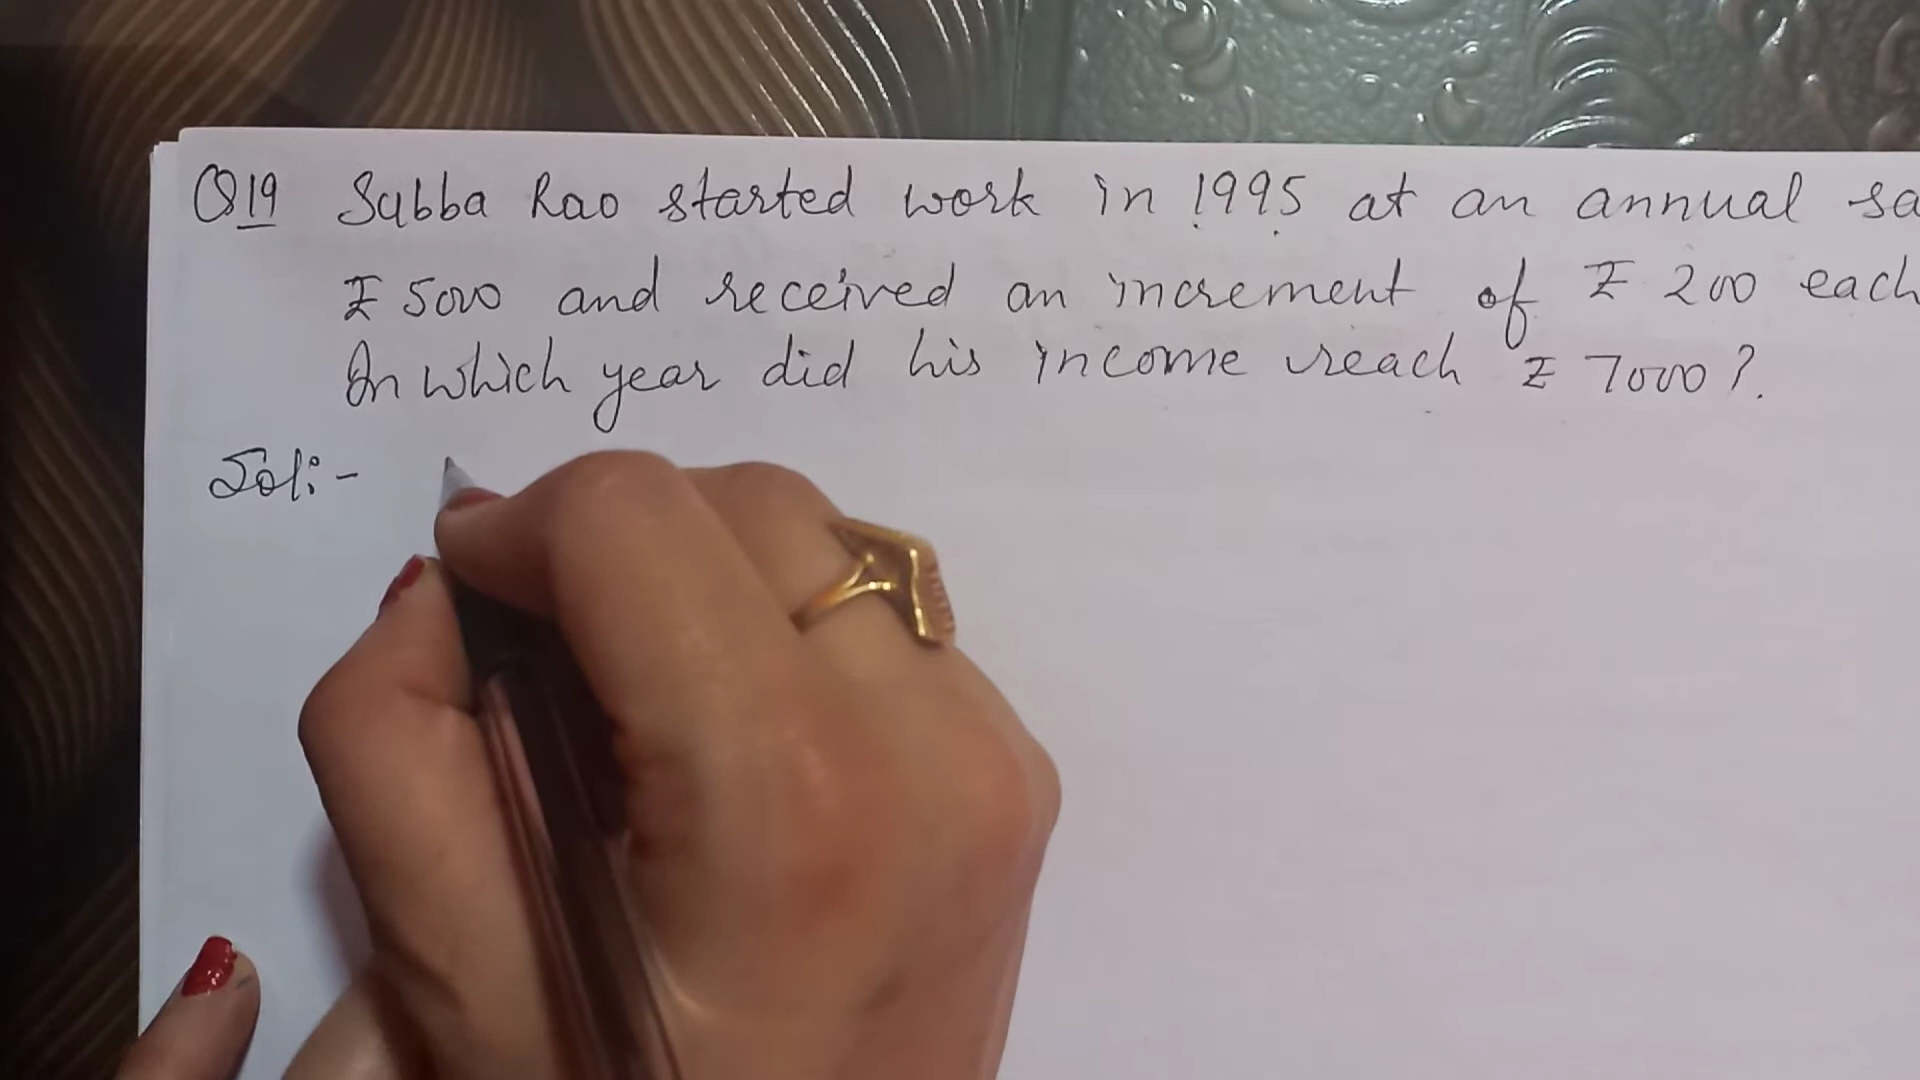 Q19 Subba Rao started work in 1995 at an annual sa
₹ 5000 and received an increment of ₹ 200 each
In which year did his income reach ₹ 7000?
Sol:-